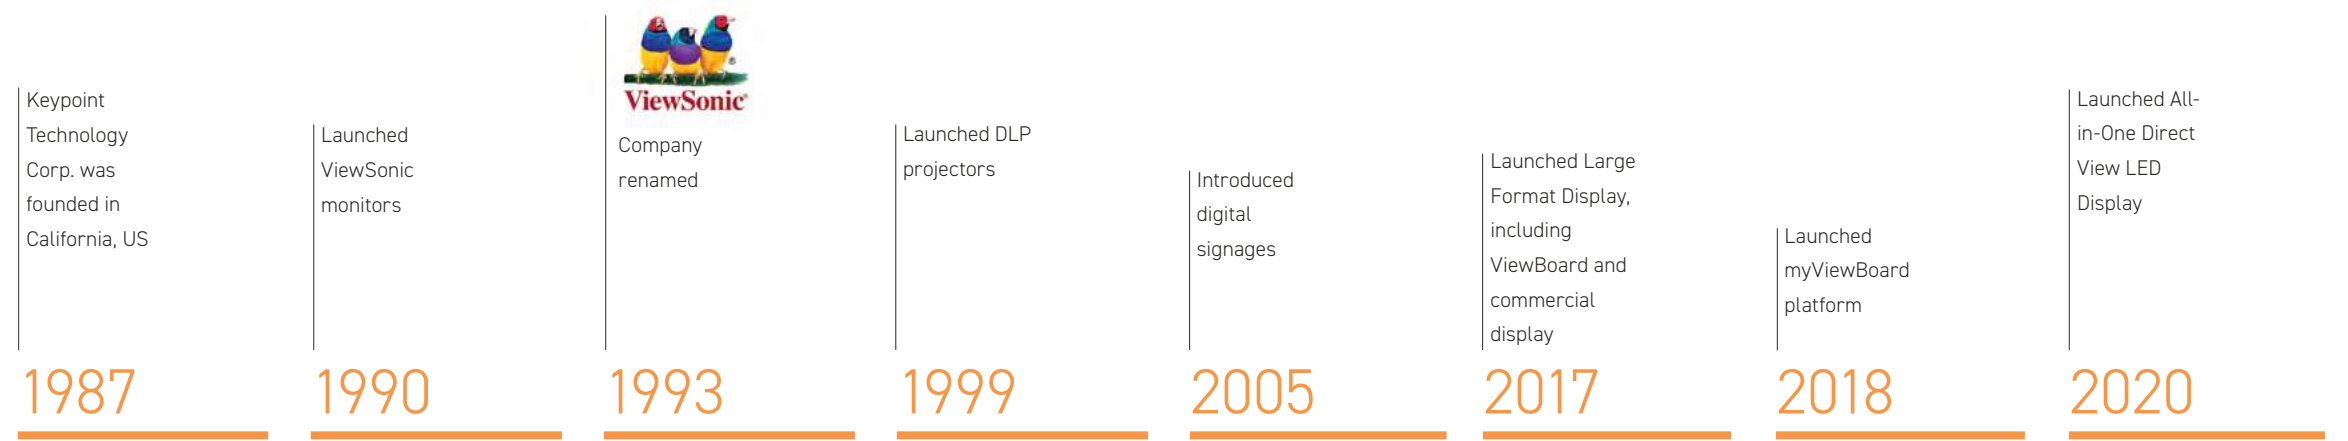 Keypoint
Technology
Corp. was
founded in
California, US
1987
Launched
ViewSonic
monitors
1990
ViewSonic®
Company
renamed
1993
Launched DLP
projectors
1999
Introduced
digital
signages
2005
Launched Large
Format Display,
including
ViewBoard and
commercial
display
2017
Launched
myViewBoard
platform
2018
Launched All-
in-One Direct
View LED
Display
2020